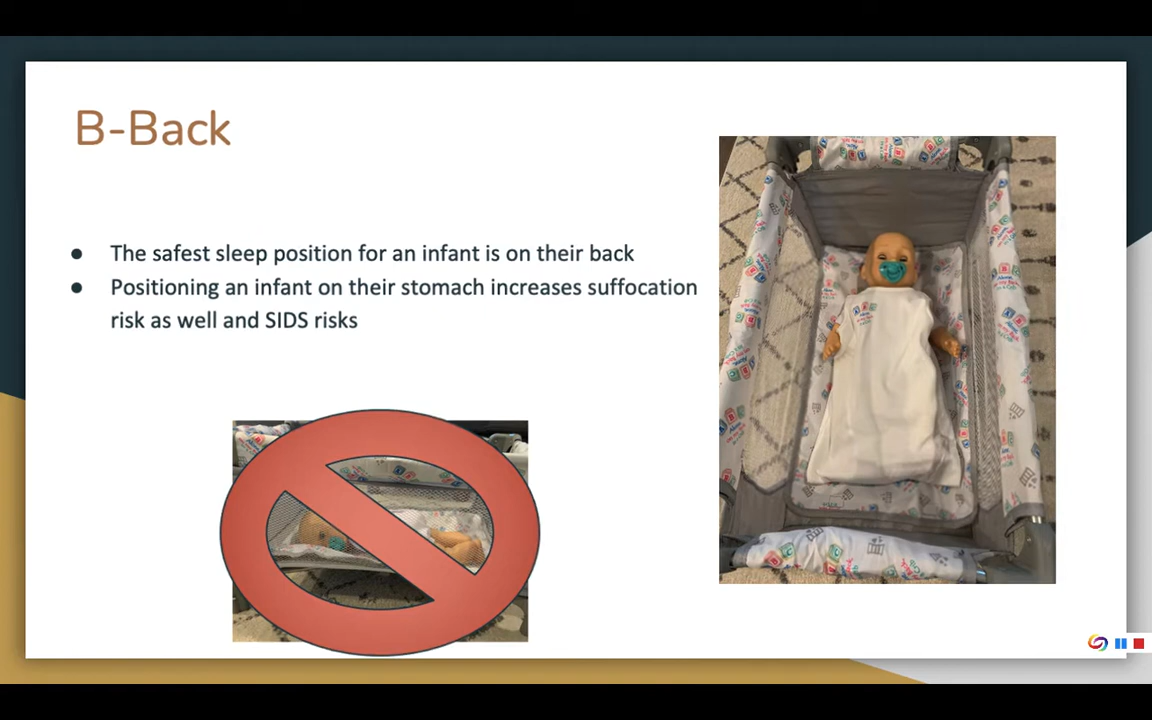 B-Back
● The safest sleep position for an infant is on their back
● Positioning an infant on their stomach increases suffocation
risk as well and SIDS risks